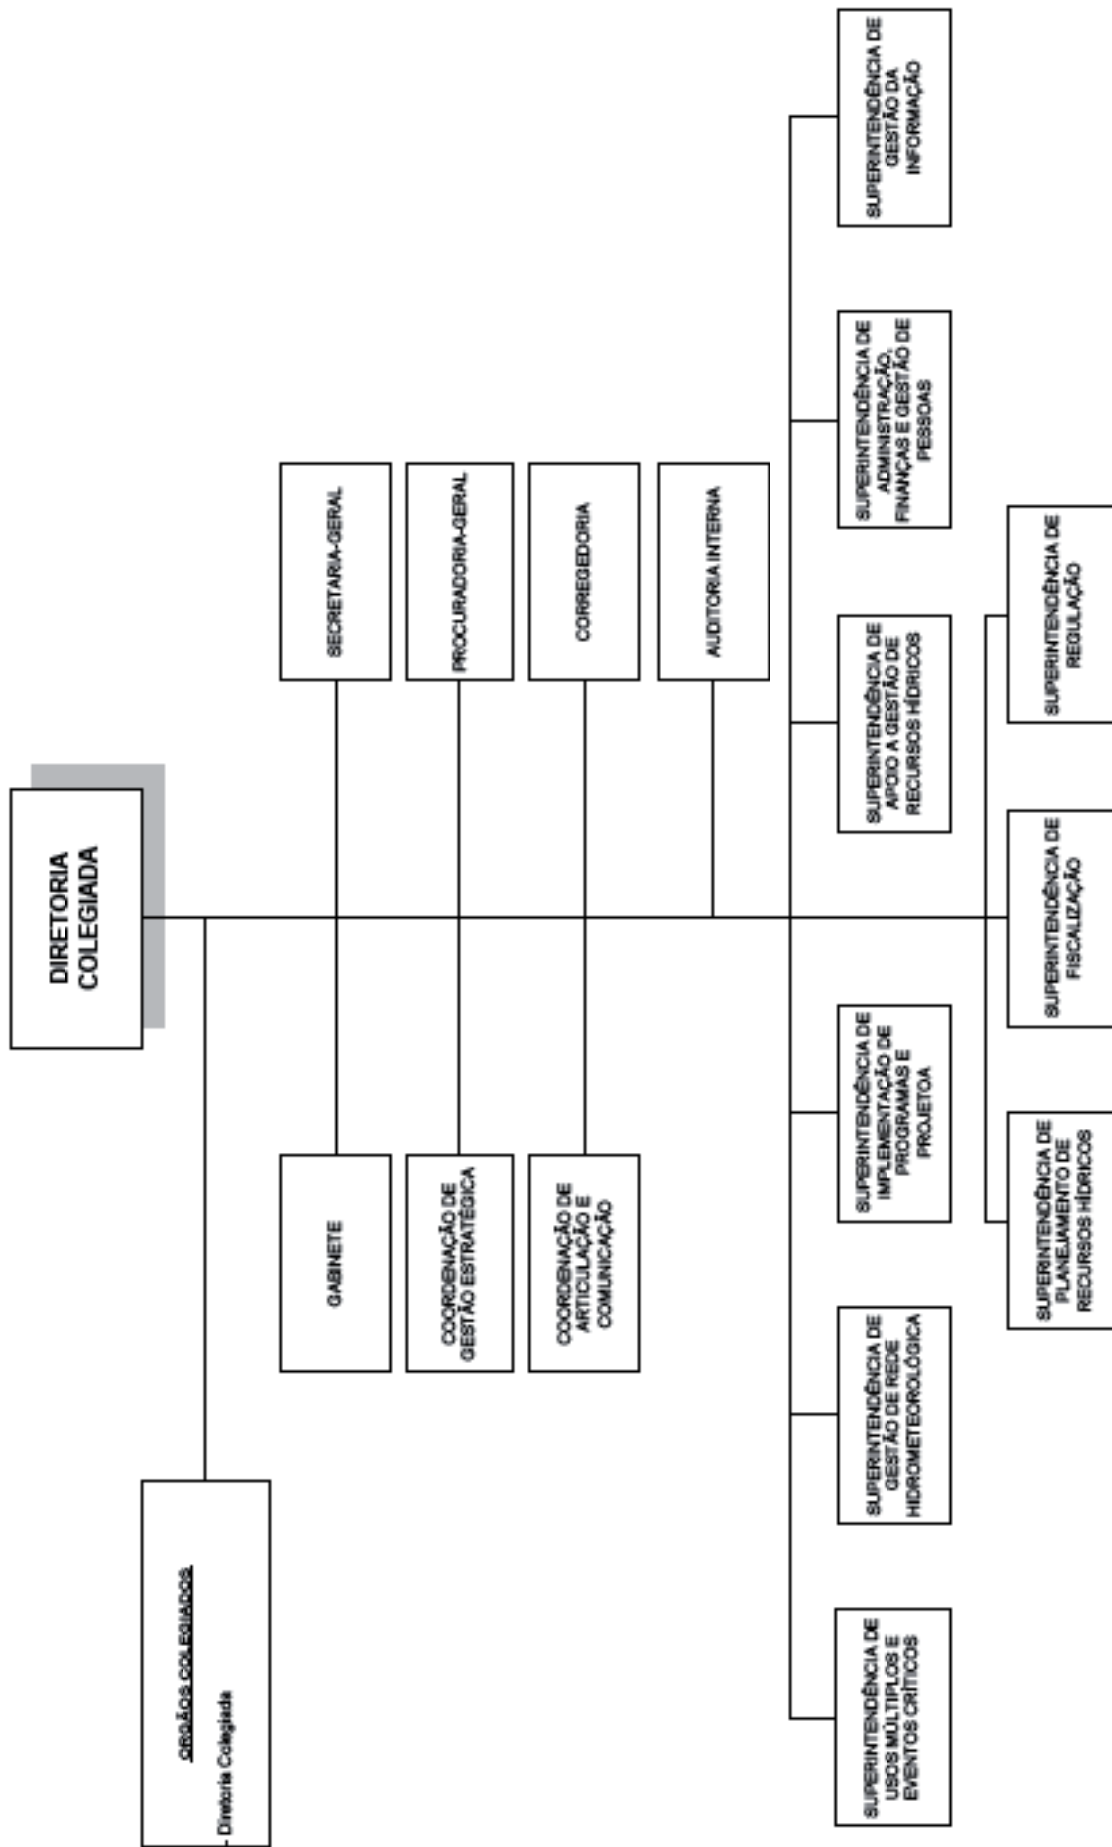 DIRETORIA
COLEGIADA
ORGÃOS COLEGIADOS
- Diretoria Colegiada
GABINETE
SECRETARIA-GERAL
COORDENAÇÃO DE
GESTÃO ESTRATÉGICA
PROCURADORIA-GERAL
COORDENAÇÃO DE
ARTICULAÇÃO E
COMUNICAÇÃO
CORREGEDORIA
AUDITORIA INTERNA
SUPERINTENDÊNCIA DE
USOS MÚLTIPLOS E
EVENTOS CRÍTICOS
SUPERINTENDÊNCIA DE
GESTÃO DE REDE
HIDROMETEOROLÓGICA
SUPERINTENDÊNCIA DE
IMPLEMENTAÇÃO DE
PROGRAMAS E
PROJETOA
SUPERINTENDÊNCIA DE
APOIO A GESTÃO DE
RECURSOS HÍDRICOS
SUPERINTENDÊNCIA DE
ADMINISTRAÇÃO,
FINANÇAS E GESTÃO DE
PESSOAS
SUPERINTENDÊNCIA DE
GESTÃO DA
INFORMAÇÃO
SUPERINTENDÊNCIA DE
PLANEJAMENTO DE
RECURSOS HÍDRICOS
SUPERINTENDÊNCIA DE
FISCALIZAÇÃO
SUPERINTENDÊNCIA DE
REGULAÇÃO